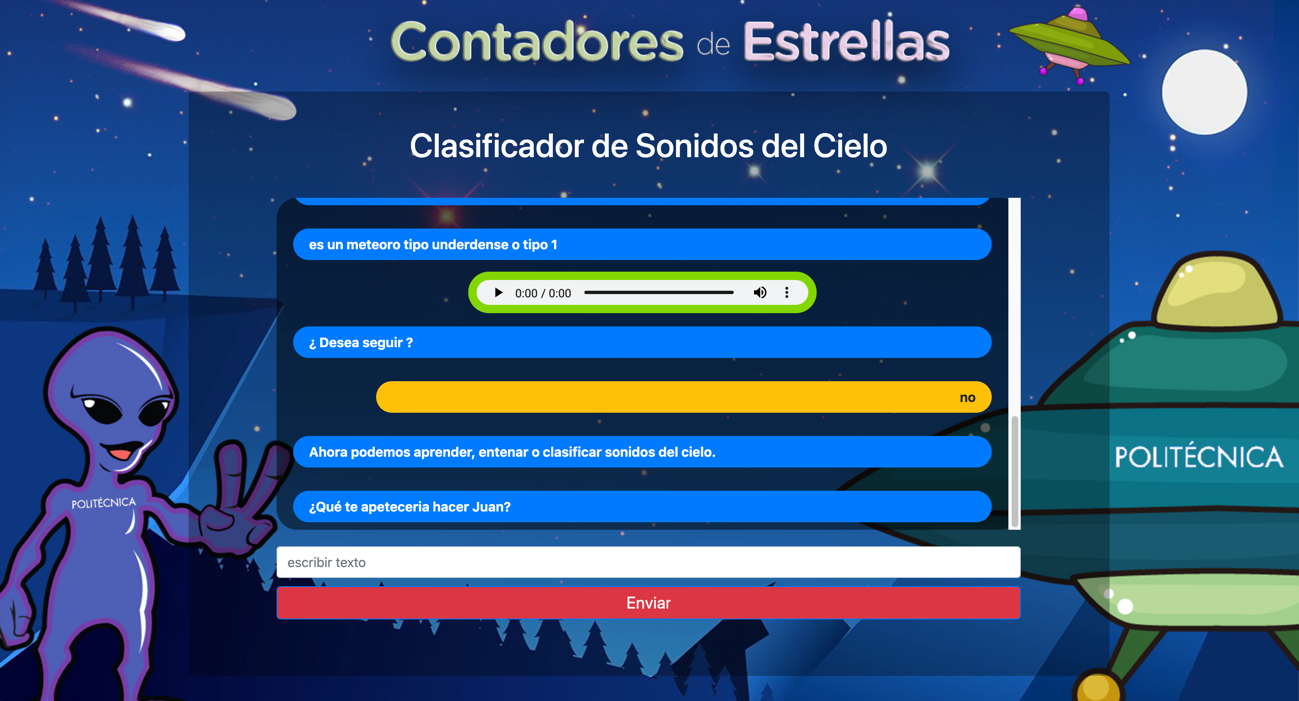 Contadores de Estrellas
Clasificador de Sonidos del Cielo
es un meteoro tipo underdense o tipo 1
0:00 / 0:00
¿ Desea seguir ?
no
Ahora podemos aprender, entenar o clasificar sonidos del cielo.
¿Qué te apeteceria hacer Juan?
escribir texto
Enviar
POLITÉCNICA
POLITÉCNICA